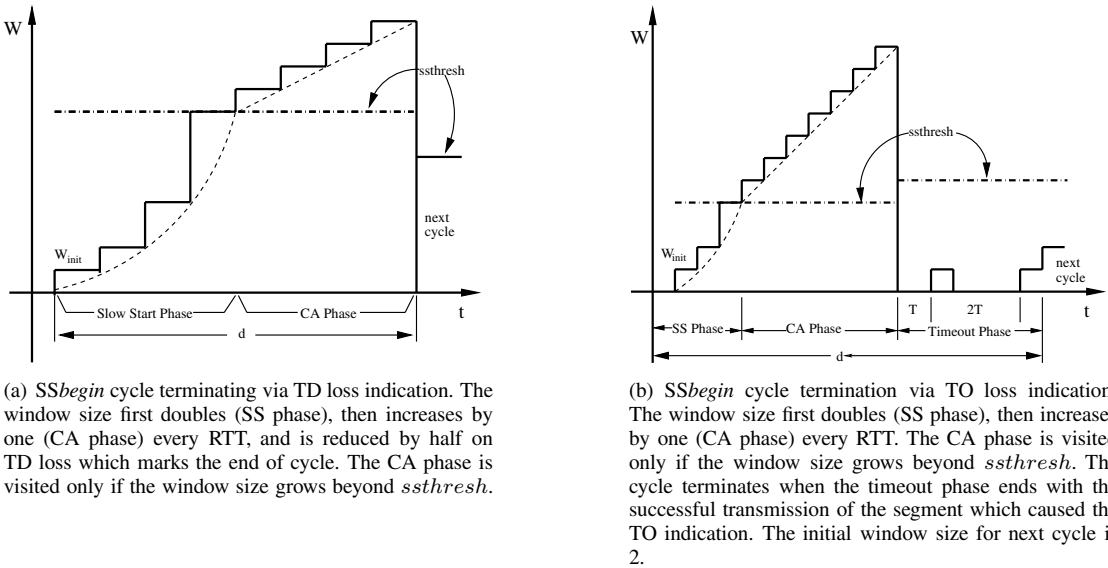 W
ssthresh
W_init
next
cycle
Slow Start Phase
CA Phase
t
d
(a) SSbegin cycle terminating via TD loss indication. The
window size first doubles (SS phase), then increases by
one (CA phase) every RTT, and is reduced by half on
TD loss which marks the end of cycle. The CA phase is
visited only if the window size grows beyond ssthresh.
W
ssthresh
W_init
next
cycle
T
2T
t
SS Phase
CA Phase
Timeout Phase
d
(b) SSbegin cycle termination via TO loss indication
The window size first doubles (SS phase), then increase
by one (CA phase) every RTT. The CA phase is visite
only if the window size grows beyond ssthresh. Th
cycle terminates when the timeout phase ends with th
successful transmission of the segment which caused th
TO indication. The initial window size for next cycle i
2.